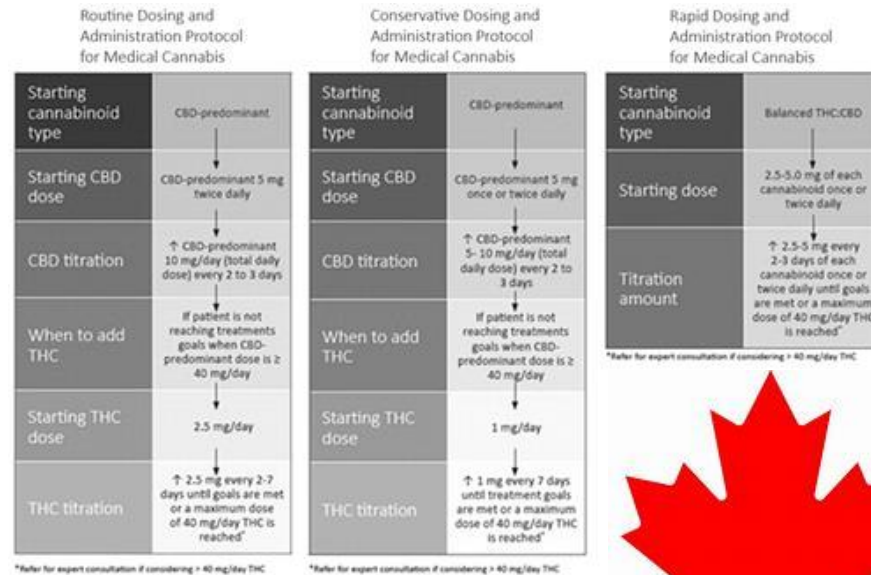 Routine Dosing and
Administration Protocol
for Medical Cannabis
Starting
cannabinoid
type
CBD-predominant
Starting CBD
dose
CBD-predominant 5 mg
twice daily
CBD titration
↑ CBD-predominant
10 mg/day (total daily
dose) every 2 to 3 days
When to add
THC
If patient is not
reaching treatments
goals when CBD-
predominant dose is ≥
40 mg/day
Starting THC
dose
2.5 mg/day
THC titration
↑ 2.5 mg every 2-7
days until goals are met
or a maximum dose
of 40 mg/day THC is
reached*
*Refer for expert consultation if considering > 40 mg/day THC
Conservative Dosing and
Administration Protocol
for Medical Cannabis
Starting
cannabinoid
type
CBD-predominant
Starting CBD
dose
CBD-predominant 5 mg
once or twice daily
CBD titration
↑ CBD-predominant
5- 10 mg/day (total
daily dose) every 2 to
3 days
When to add
THC
If patient is not
reaching treatments
goals when CBD-
predominant dose is ≥
40 mg/day
Starting THC
dose
1 mg/day
THC titration
↑ 1 mg every 7 days
until treatment goals
are met or a maximum
dose of 40 mg/day THC
is reached*
*Refer for expert consultation if considering > 40 mg/day THC
Rapid Dosing and
Administration Protocol
for Medical Cannabis
Starting
cannabinoid
type
Balanced THC:CBD
Starting dose
2.5-5.0 mg of each
cannabinoid once or
twice daily
Titration
amount
↑ 2.5-5 mg every
2-3 days of each
cannabinoid once or
twice daily until goals
are met or a maximum
dose of 40 mg/day THC
is reached*
*Refer for expert consultation if considering > 40 mg/day THC